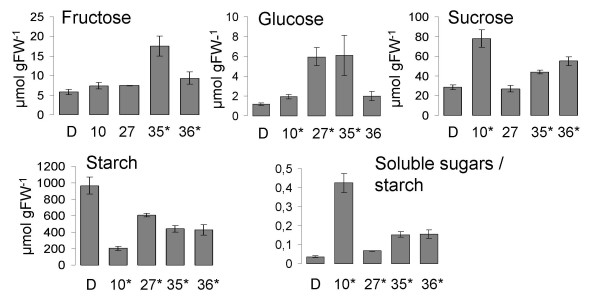 Fructose
µmol gFW-1
25
20
15
10
5
0
D 10 27 35* 36*
Glucose
µmol gFW-1
8
6
4
2
0
D 10* 27* 35* 36
Sucrose
µmol gFW-1
100
80
60
40
20
0
D 10* 27 35* 36*
Starch
µmol gFW-1
1200
1000
800
600
400
200
0
D 10* 27* 35* 36*
Soluble sugars /
starch
0,5
0,4
0,3
0,2
0,1
0
D 10* 27* 35* 36*